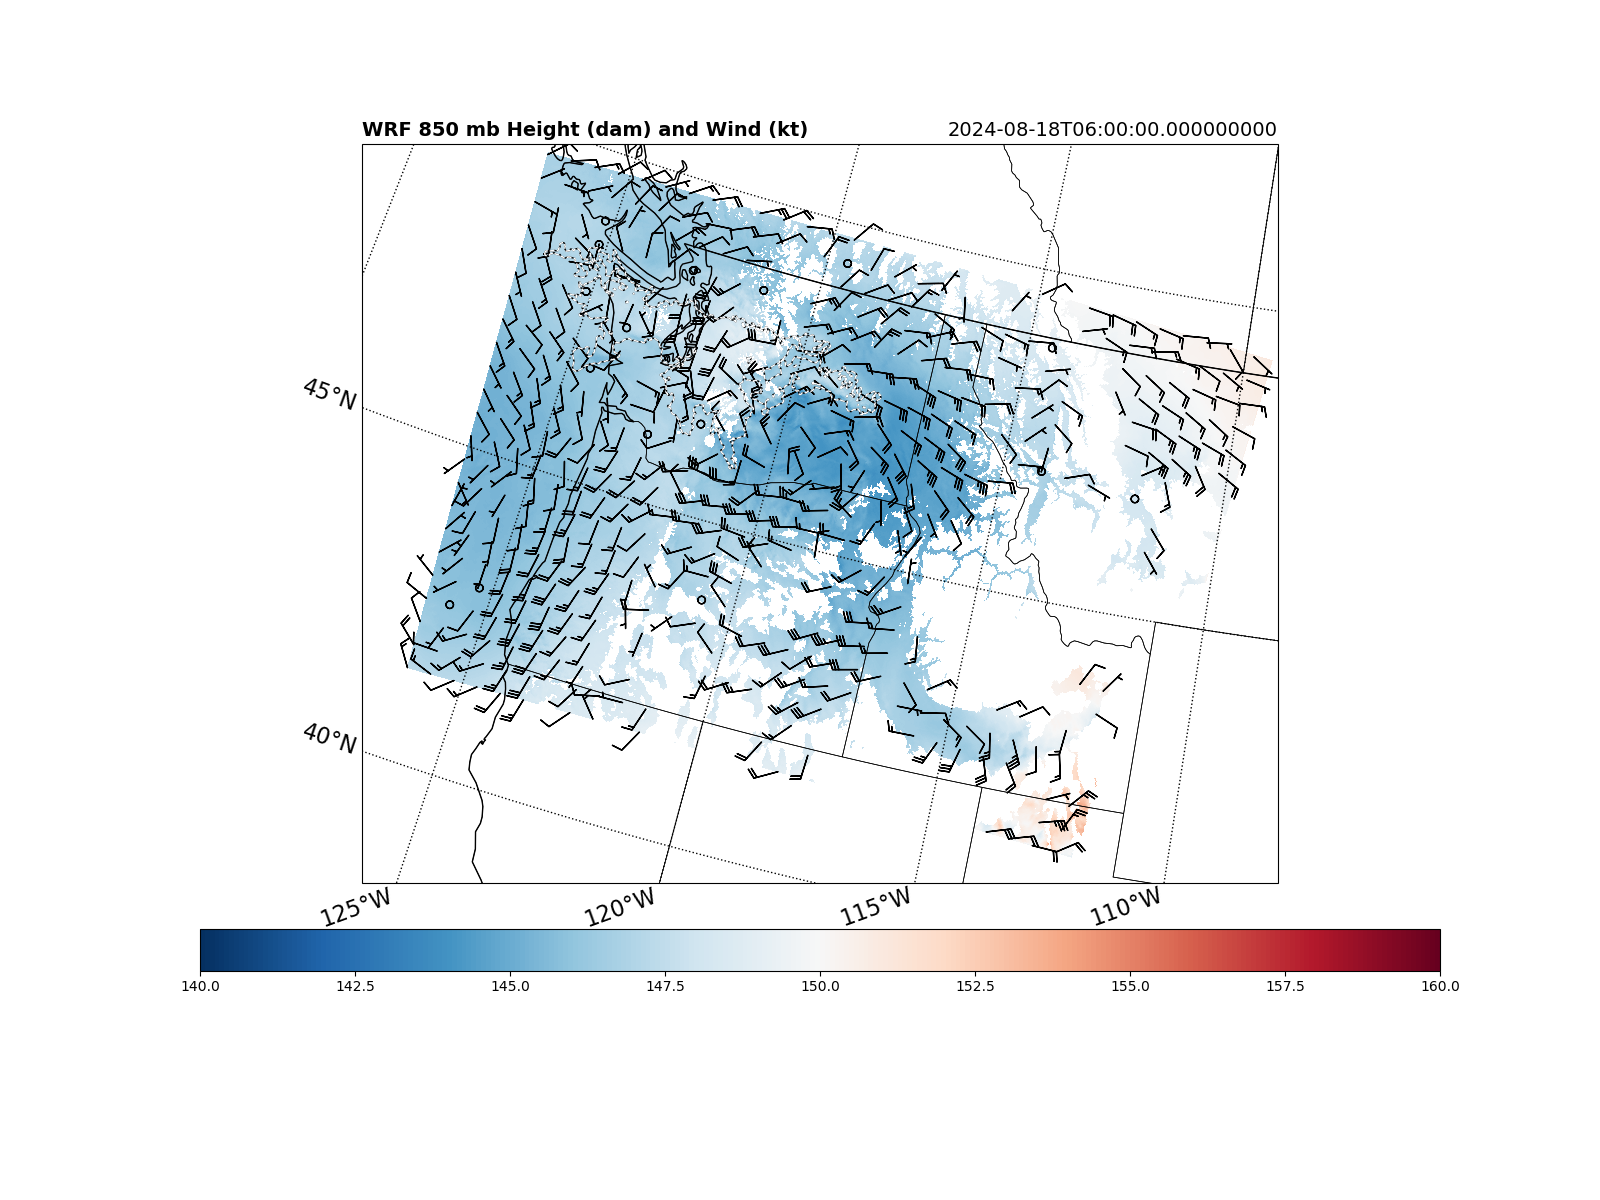 WRF 850 mb Height (dam) and Wind (kt)
2024-08-18T06:00:00.000000000
45°N
40°N
125°W
120°W
115°W
110°W
140.0
142.5
145.0
147.5
150.0
152.5
155.0
157.5
160.0